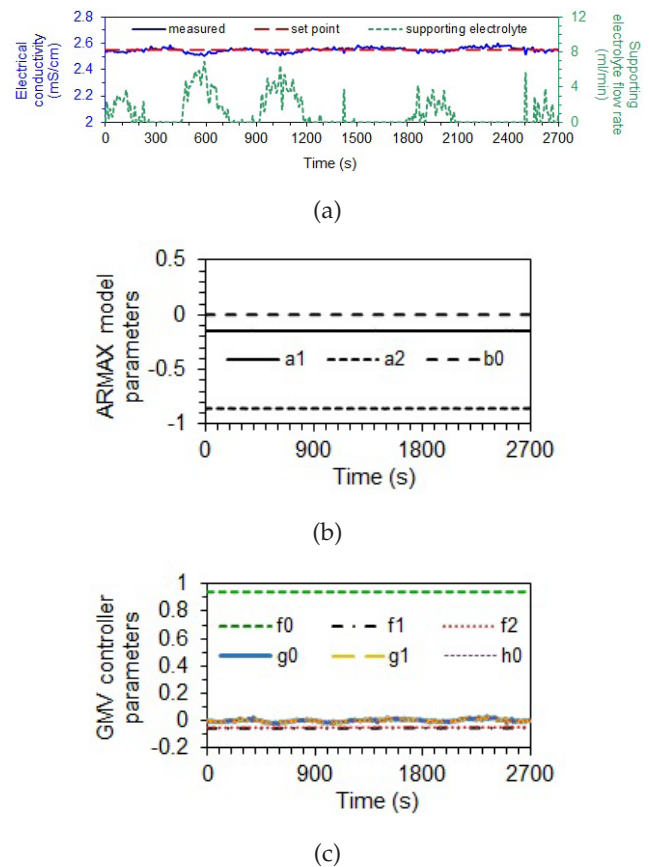 2.8
2.6
2.4
2.2
2
Electrical
conductivity
(mS/cm)
measured
set point
supporting electrolyte
12
8
4
0
Supporting
electrolyte flow rate
(ml/min)
0 300 600 900 1200 1500 1800 2100 2400 2700
Time (s)
(a)
0.5
0
-0.5
-1
ARMAX model
parameters
a1 a2 b0
0 900 1800 2700
Time (s)
(b)
1
0.8
0.6
0.4
0.2
0
-0.2
GMV controller
parameters
f0 f1 f2
g0 g1 h0
0 900 1800 2700
Time (s)
(c)